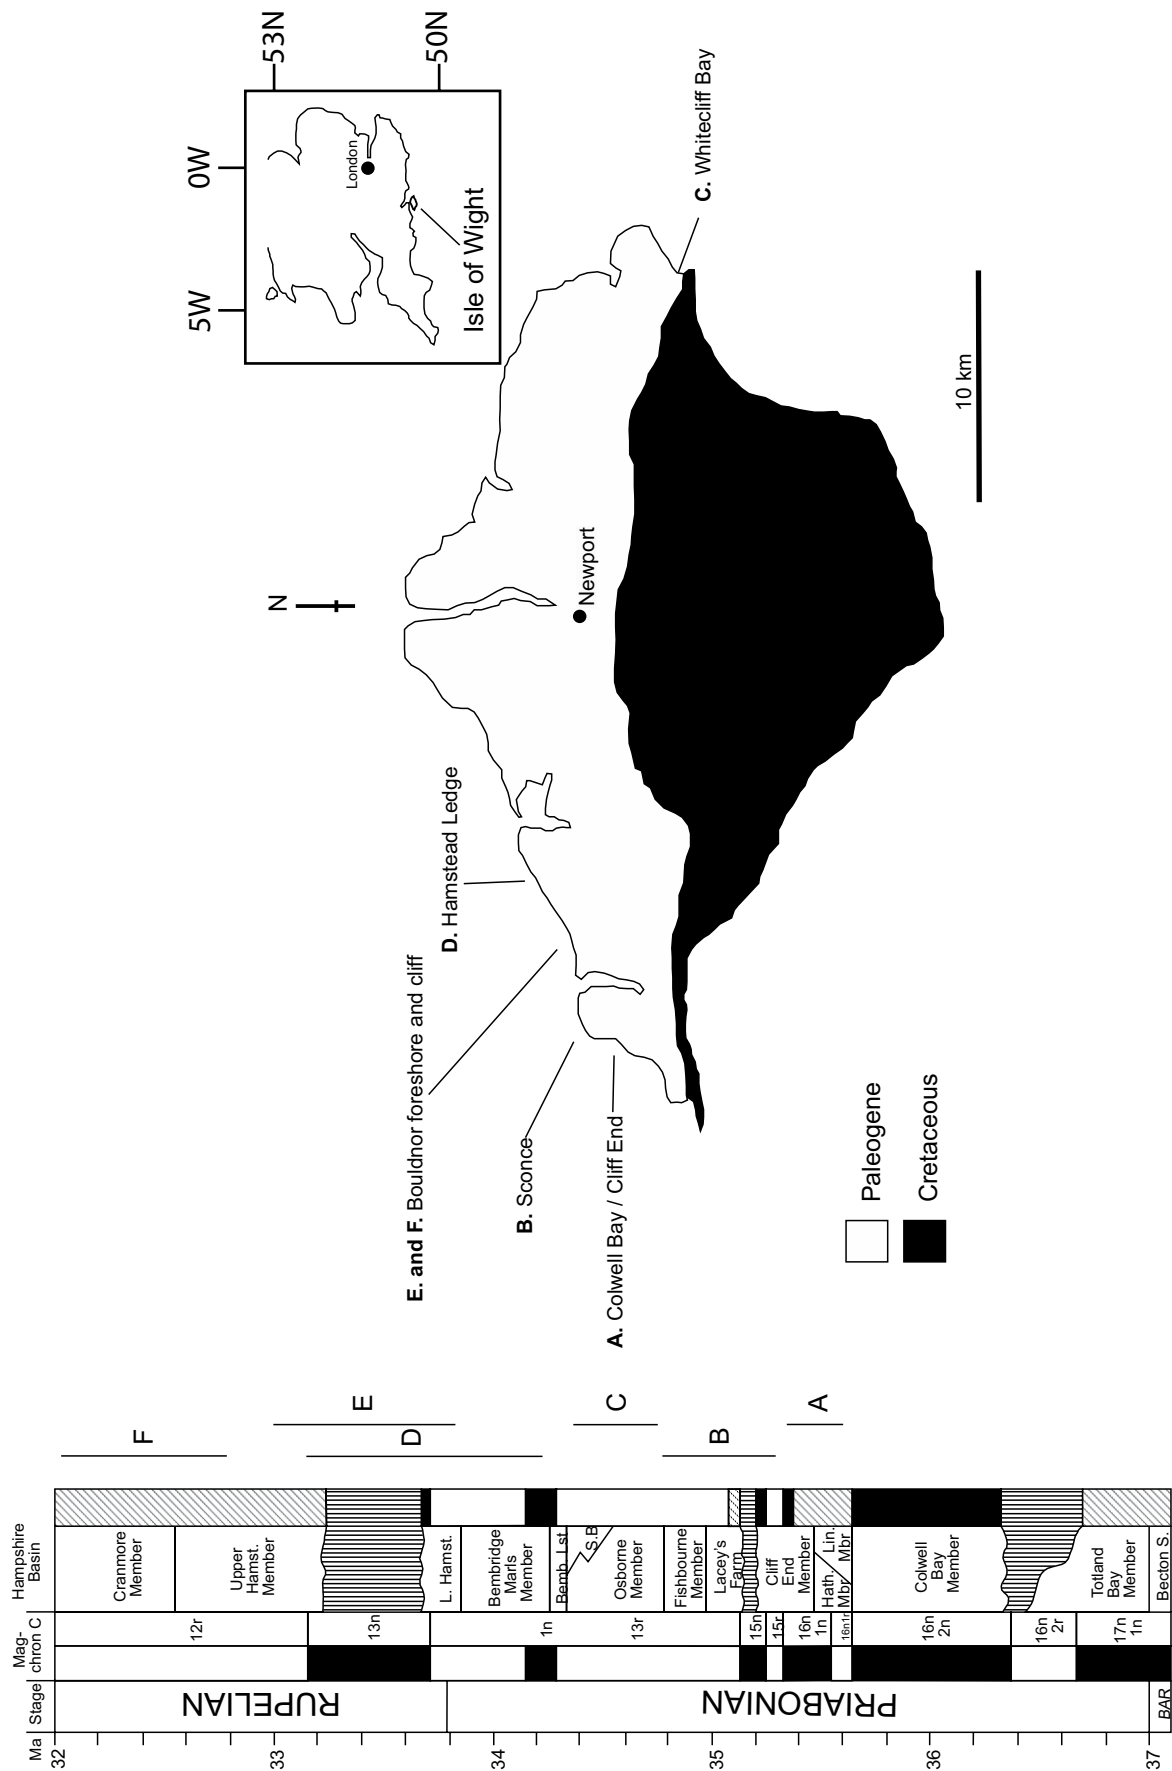 Ma
Stage
Mag-
chron C
Hampshire
Basin
32
33
34
35
36
37
RUPELIAN
PRIABONIAN
BAR
12r
13n
1n
13r
15n
15r
16n
1n
16n1r
16n
2n
16n
2r
17n
1n
Cranmore
Member
Upper
Hamst.
Member
L. Hamst.
Bembridge
Marls
Member
Bemb. Lst.
S.B
Osborne
Member
Fishbourne
Member
Lacey's
Farm
Cliff
End
Member
Hath.
Mbr
Lin.
Mbr
Colwell
Bay
Member
Totland
Bay
Member
Becton S.
F
E
D
C
B
A
E. and F. Bouldnor foreshore and cliff
D. Hamstead Ledge
B. Sconce
A. Colwell Bay / Cliff End
C. Whitecliff Bay
Newport
N
10 km
Paleogene
Cretaceous
5W
0W
53N
50N
London
Isle of Wight